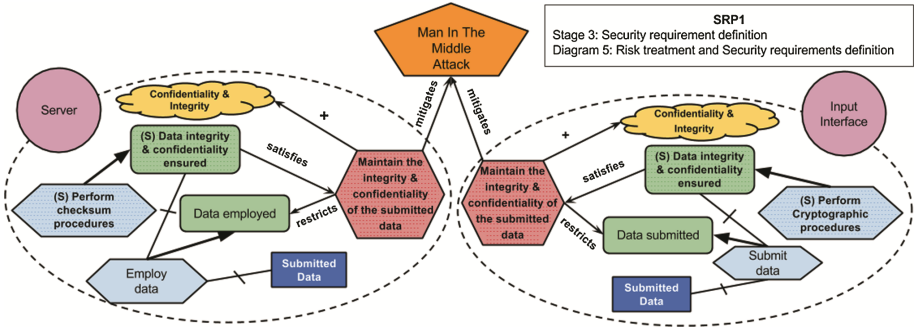 SRP1
Stage 3: Security requirement definition
Diagram 5: Risk treatment and Security requirements definition
Man In The
Middle
Attack
mitigates
mitigates
Server
Confidentiality &
Integrity
+
(S) Data integrity
& confidentiality
ensured
satisfies
Maintain the
integrity &
confidentiality
of the submitted
data
(S) Perform
checksum
procedures
Data employed
restricts
Employ
data
Submitted
Data
Input
Interface
Confidentiality &
Integrity
+
(S) Data integrity
& confidentiality
ensured
satisfies
Maintain the
integrity &
confidentiality of
the submitted
data
(S) Perform
Cryptographic
procedures
restricts
Data submitted
Submit
data
Submitted
Data